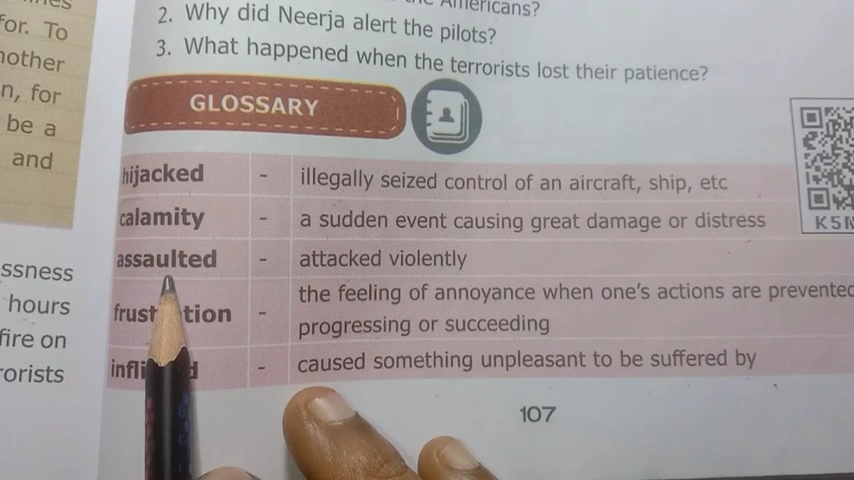 for. To
nother
n, for
be a
and
ssness
hours
fire on
orists
Americans?
2. Why did Neerja alert the pilots?
3. What happened when the terrorists lost their patience?
GLOSSARY
hijacked - illegally seized control of an aircraft, ship, etc
calamity - a sudden event causing great damage or distress
assaulted - attacked violently
frust tion - the feeling of annoyance when one's actions are prevented
progressing or succeeding
infli d - caused something unpleasant to be suffered by
107
K5N